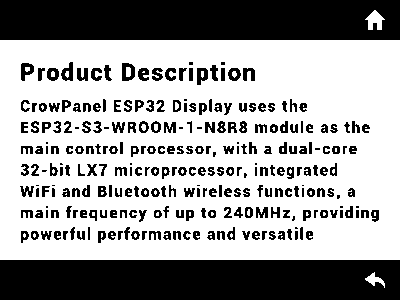 Product Description
CrowPanel ESP32 Display uses the
ESP32-S3-WROOM-1-N8R8 module as the
main control processor, with a dual-core
32-bit LX7 microprocessor, integrated
WiFi and Bluetooth wireless functions, a
main frequency of up to 240MHz, providing
powerful performance and versatile